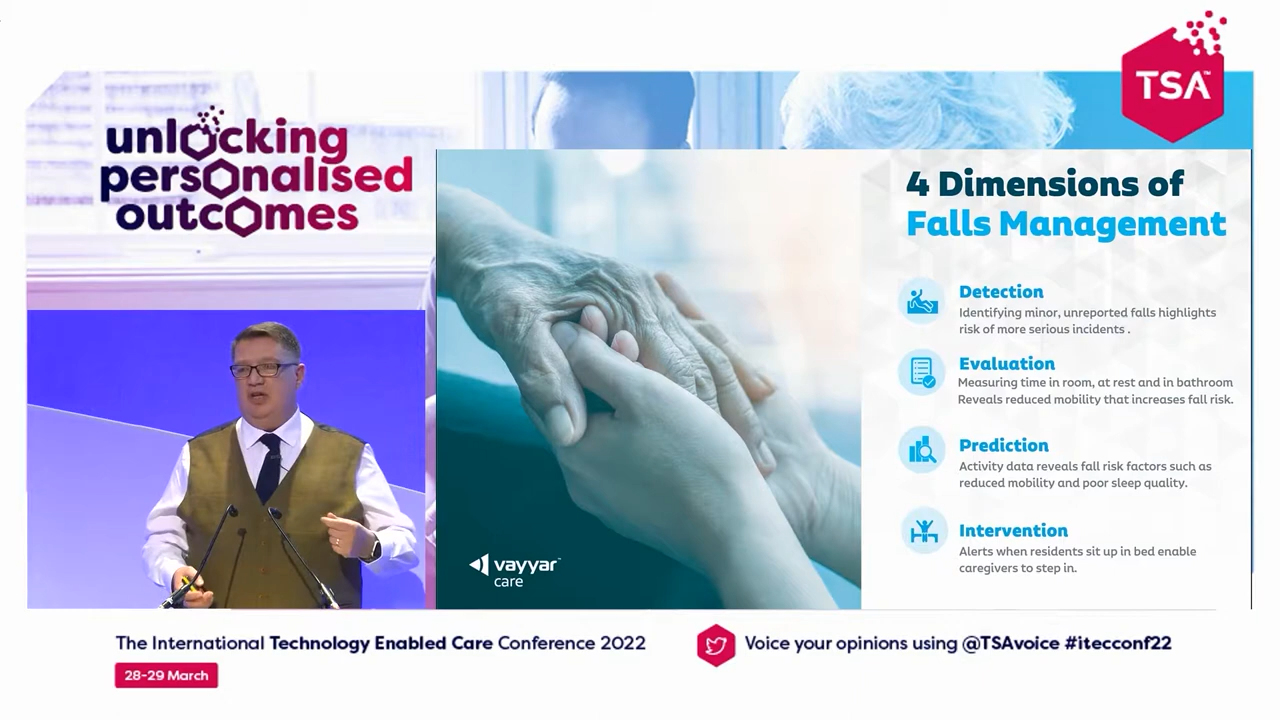 TSA™
unlocking
personalised
outcomes
4 Dimensions of
Falls Management
Detection
Identifying minor, unreported falls highlights
risk of more serious incidents .
Evaluation
Measuring time in room, at rest and in bathroom
Reveals reduced mobility that increases fall risk.
Prediction
Activity data reveals fall risk factors such as
reduced mobility and poor sleep quality.
Intervention
Alerts when residents sit up in bed enable
caregivers to step in.
vayyar™
care
The International Technology Enabled Care Conference 2022
28-29 March
Voice your opinions using @TSAvoice #itecconf22